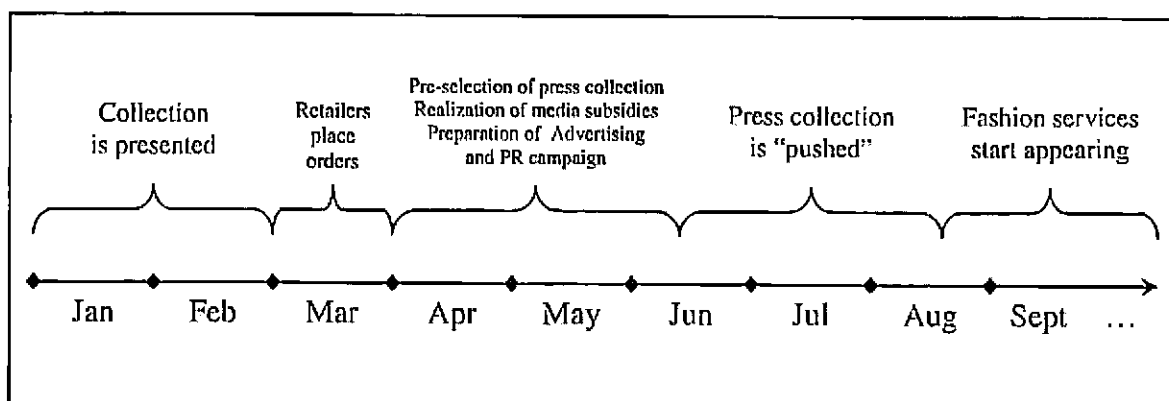 Collection
is presented
Retailers
place
orders
Pre-selection of press collection
Realization of media subsidies
Preparation of Advertising
and PR campaign
Press collection
is “pushed”
Fashion services
start appearing
Jan Feb Mar Apr May Jun Jul Aug Sept …